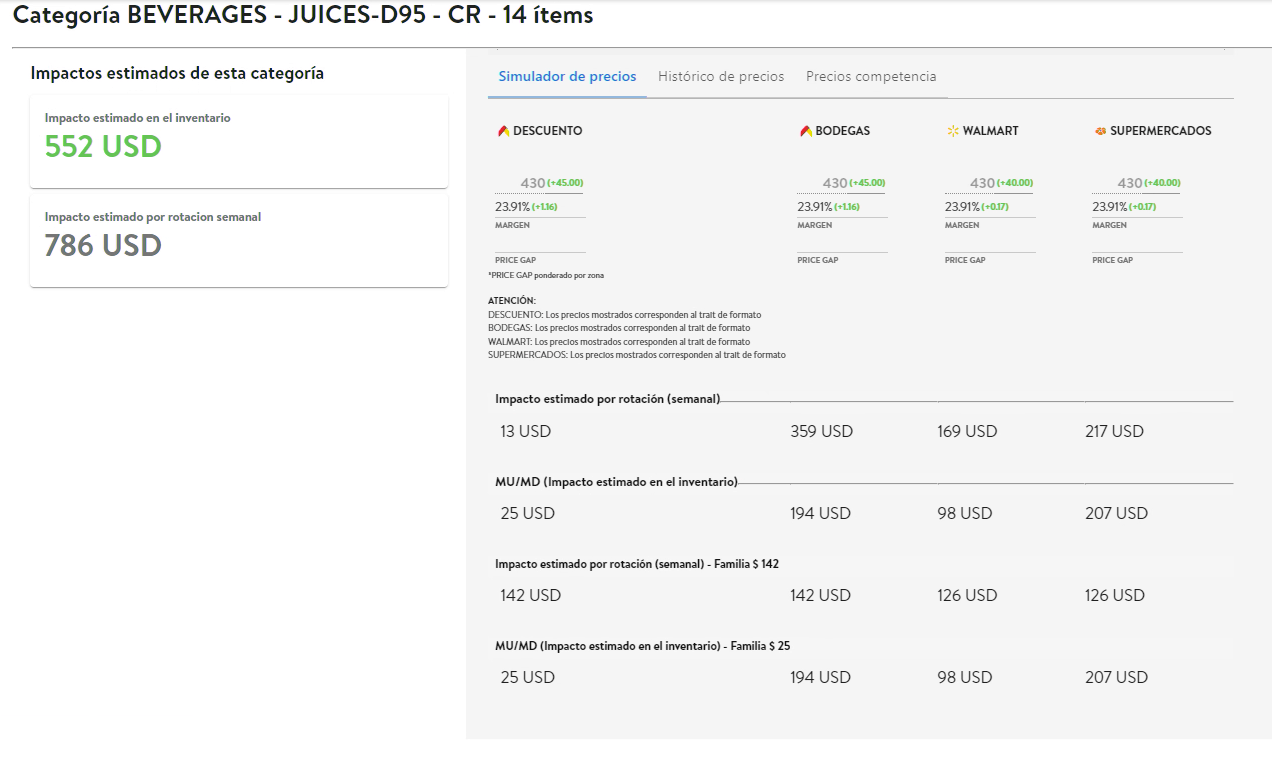 Categoría BEVERAGES - JUICES-D95 - CR - 14 ítems
Impactos estimados de esta categoría
Impacto estimado en el inventario
552 USD
Impacto estimado por rotacion semanal
786 USD
Simulador de precios Histórico de precios Precios competencia
DESCUENTO BODEGAS WALMART SUPERMERCADOS
430 (+45.00) 430 (+45.00) 430 (+40.00) 430 (+40.00)
23.91% (+1.16) 23.91% (+1.16) 23.91% (+0.17) 23.91% (+0.17)
MARGEN MARGEN MARGEN MARGEN
PRICE GAP PRICE GAP PRICE GAP PRICE GAP
*PRICE GAP ponderado por zona
ATENCIÓN:
DESCUENTO: Los precios mostrados corresponden al trait de formato
BODEGAS: Los precios mostrados corresponden al trait de formato
WALMART: Los precios mostrados corresponden al trait de formato
SUPERMERCADOS: Los precios mostrados corresponden al trait de formato
Impacto estimado por rotación (semanal)
13 USD 359 USD 169 USD 217 USD
MU/MD (Impacto estimado en el inventario)
25 USD 194 USD 98 USD 207 USD
Impacto estimado por rotación (semanal) - Familia $ 142
142 USD 142 USD 126 USD 126 USD
MU/MD (Impacto estimado en el inventario) - Familia $ 25
25 USD 194 USD 98 USD 207 USD